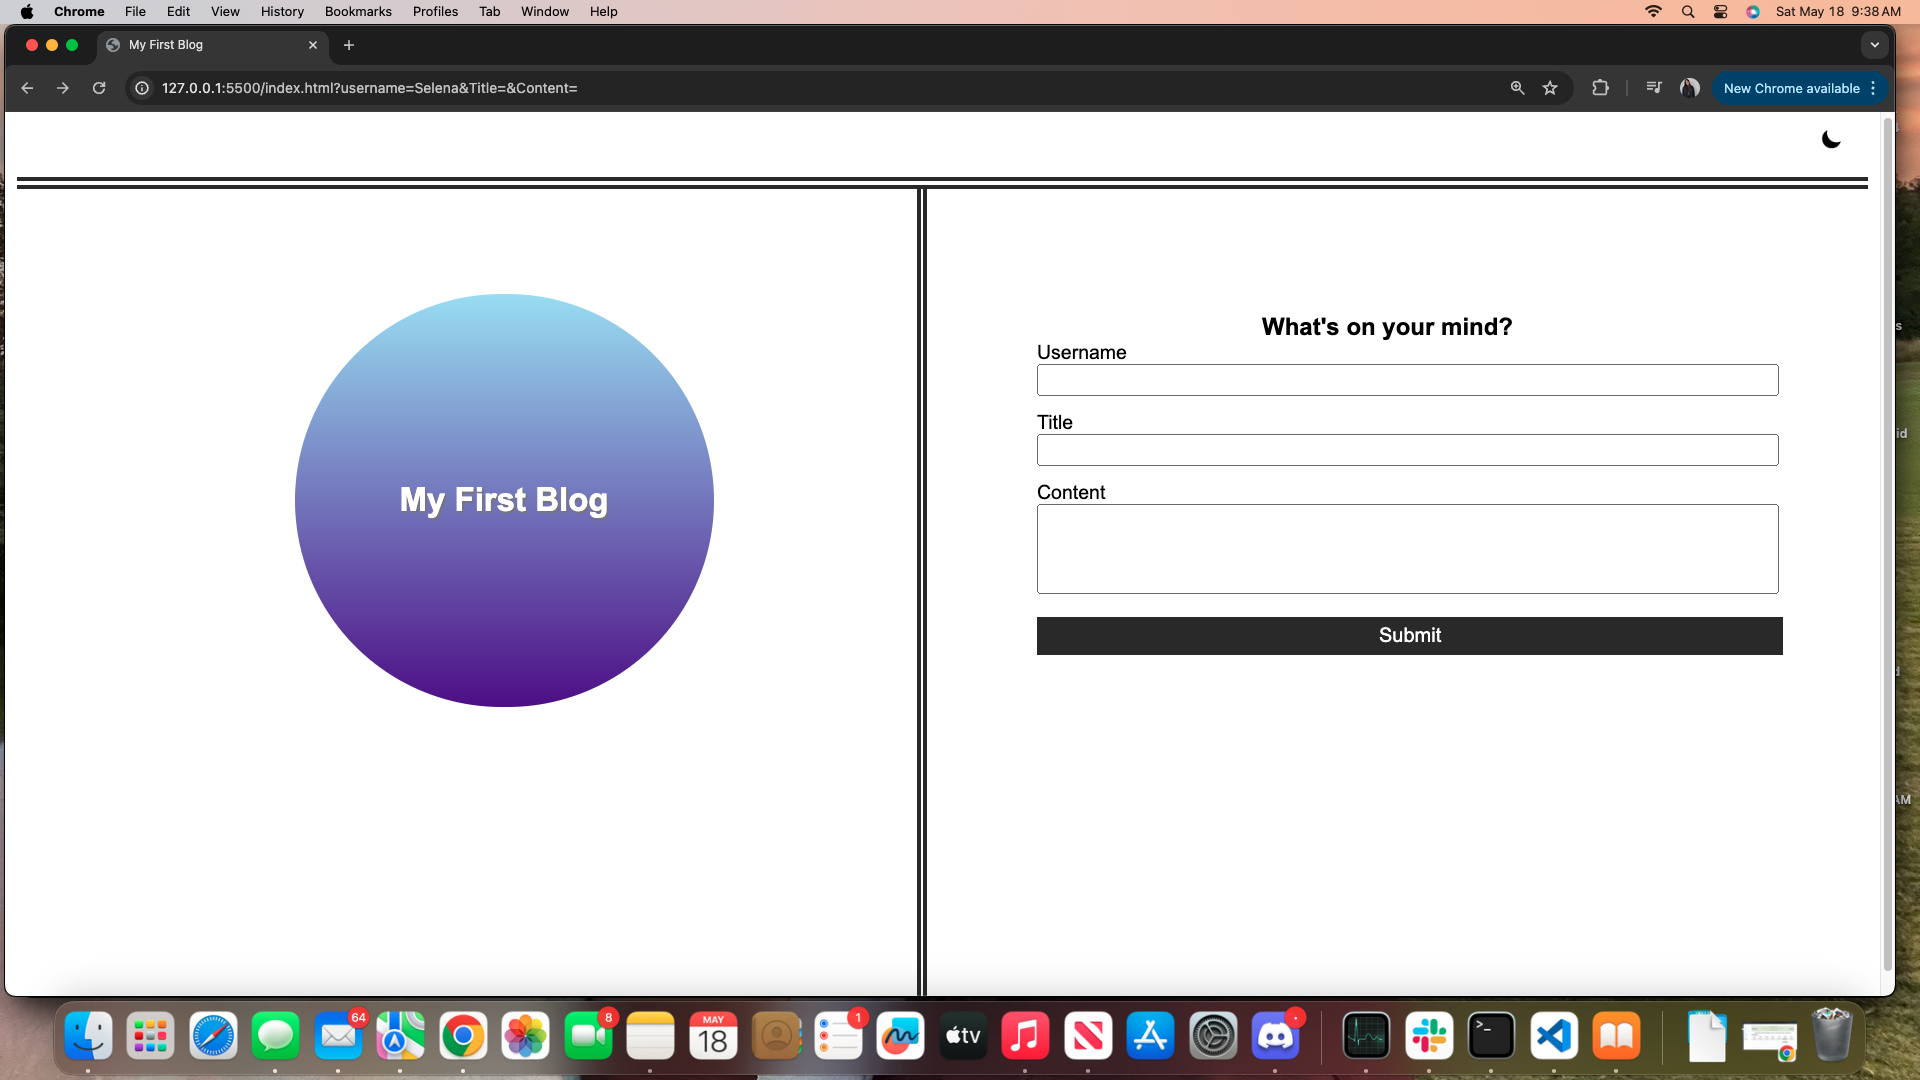 Chrome File Edit View History Bookmarks Profiles Tab Window Help Sat May 18 9:38 AM
My First Blog
127.0.0.1:5500/index.html?username=Selena&Title=&Content= New Chrome available
What's on your mind?
Username
Title
My First Blog
Content
Submit
id
AM
64
8
MAY
18
1
tv